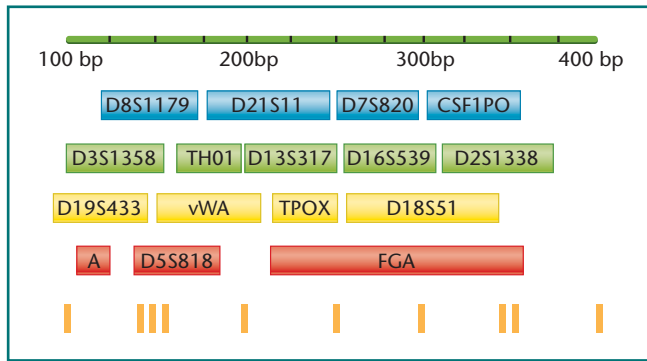 100 bp 200bp 300bp 400 bp
D8S1179 D21S11 D7S820 CSF1PO
D3S1358 TH01 D13S317 D16S539 D2S1338
D19S433 vWA TPOX D18S51
A D5S818 FGA